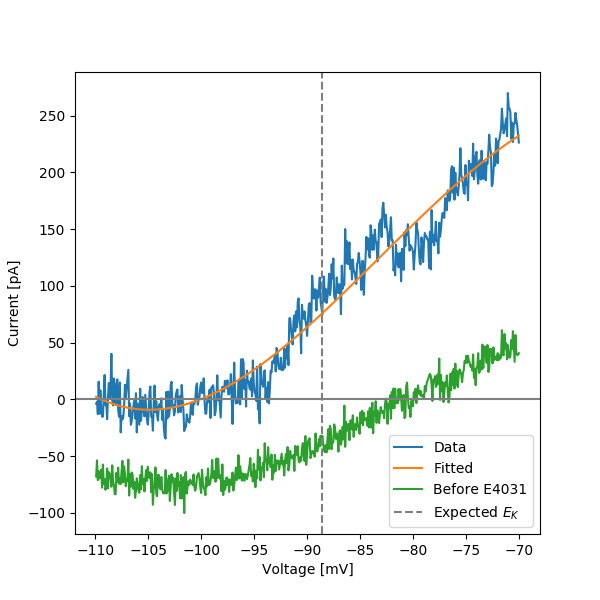 250
200
150
100
50
0
−50
−100
Current [pA]
−110 −105 −100 −95 −90 −85 −80 −75 −70
Voltage [mV]
Data
Fitted
Before E4031
Expected E_K